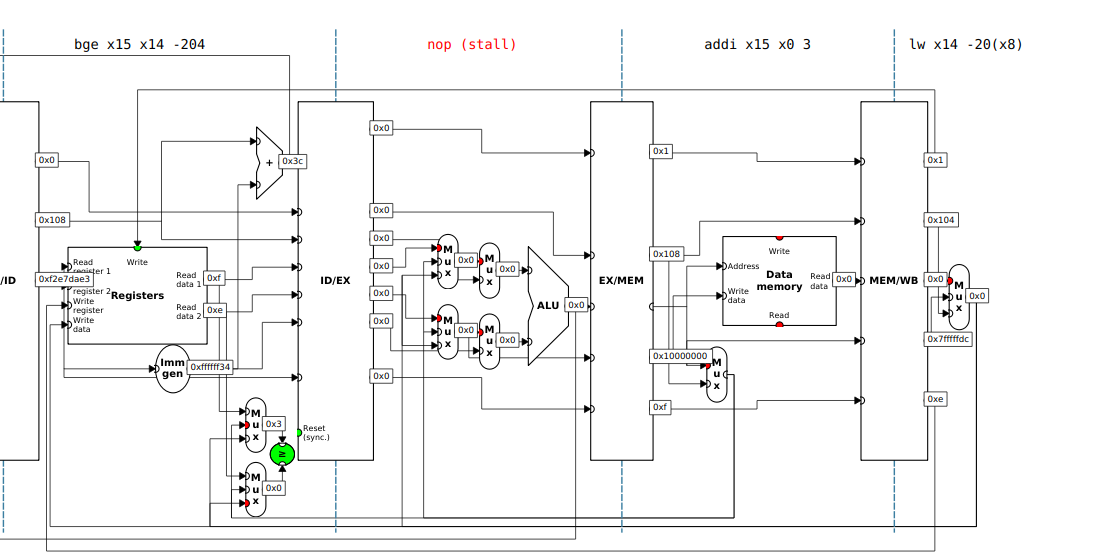 bge x15 x14 -204
nop (stall)
addi x15 x0 3
lw x14 -20(x8)
0x0
0x108
0xf2e7dae3
/ID
Read
register 1
register 2
Write
register
Write
data
Write
Registers
Read
data 1
Read
data 2
0xf
0xe
Imm
gen
0xffffff34
+
0x3c
M
u
x
0x3
≥
M
u
x
0x0
Reset
(sync.)
ID/EX
0x0
0x0
0x0
0x0
0x0
0x0
0x0
M
u
x
0x0
M
u
x
0x0
M
u
x
0x0
M
u
x
0x0
ALU
0x0
EX/MEM
0x1
0x108
0x10000000
0xf
M
u
x
Write
Address
Data
memory
Write
data
Read
data
Read
0x0
MEM/WB
0x1
0x104
0x0
0x7fffffdc
0xe
M
u
x
0x0